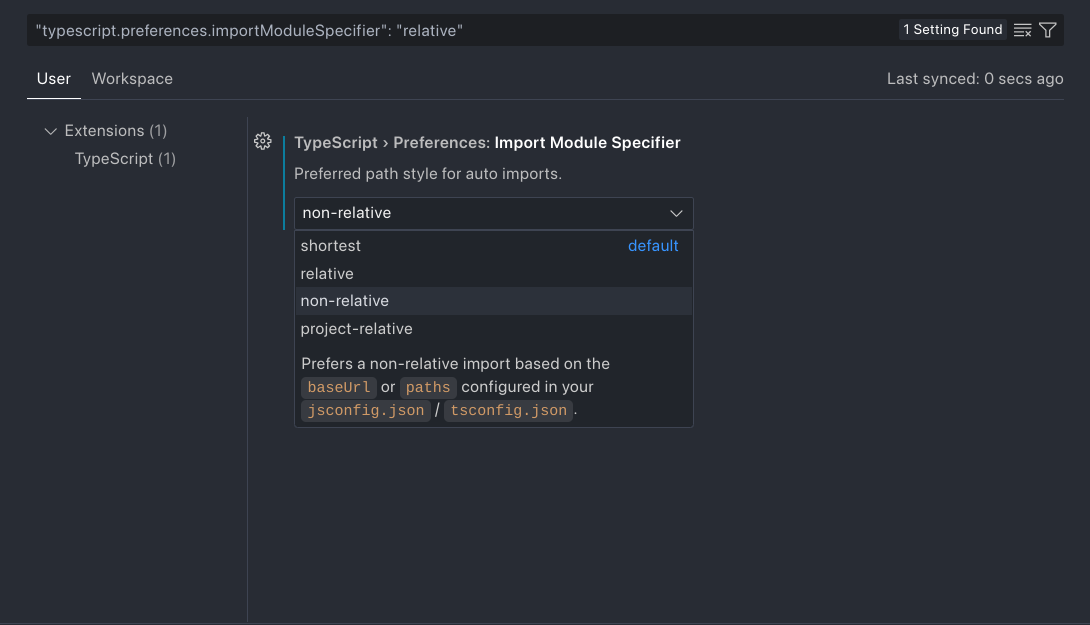 "typescript.preferences.importModuleSpecifier": "relative"
1 Setting Found
User
Workspace
Last synced: 0 secs ago
Extensions (1)
TypeScript (1)
TypeScript › Preferences: Import Module Specifier
Preferred path style for auto imports.
non-relative
shortest default
relative
non-relative
project-relative
Prefers a non-relative import based on the
baseUrl or paths configured in your
jsconfig.json / tsconfig.json.